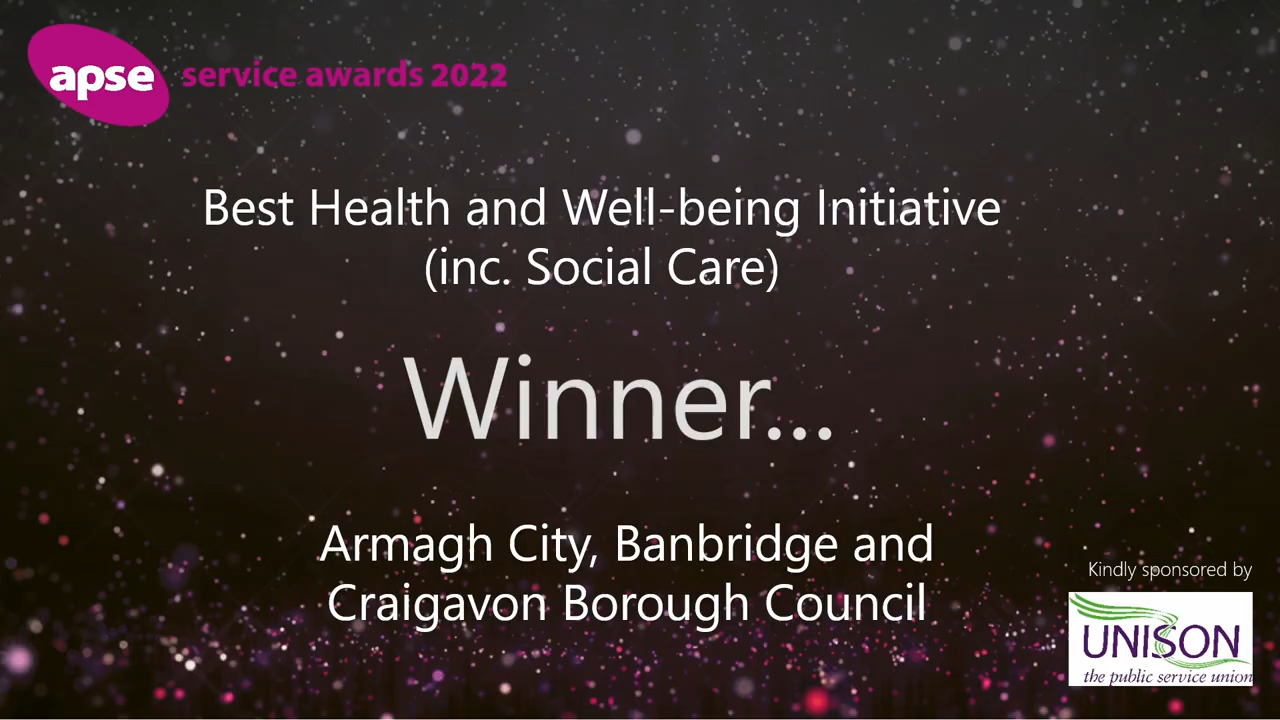 apse service awards 2022
Best Health and Well-being Initiative
(inc. Social Care)
Winner...
Armagh City, Banbridge and
Craigavon Borough Council
Kindly sponsored by
UNISON
the public service union